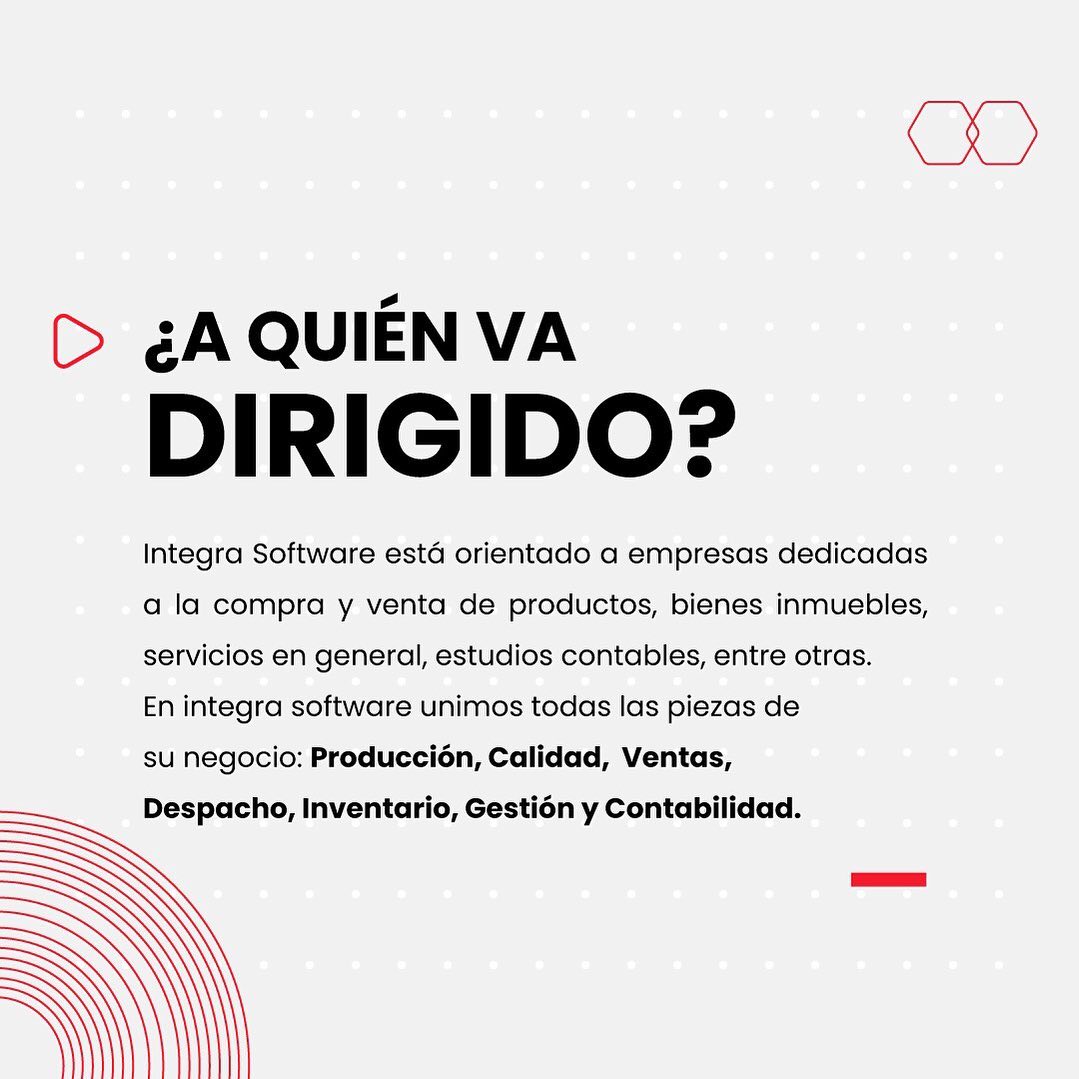 ¿A QUIÉN VA
DIRIGIDO?
Integra Software está orientado a empresas dedicadas
a la compra y venta de productos, bienes inmuebles,
servicios en general, estudios contables, entre otras.
En integra software unimos todas las piezas de
su negocio: Producción, Calidad, Ventas,
Despacho, Inventario, Gestión y Contabilidad.